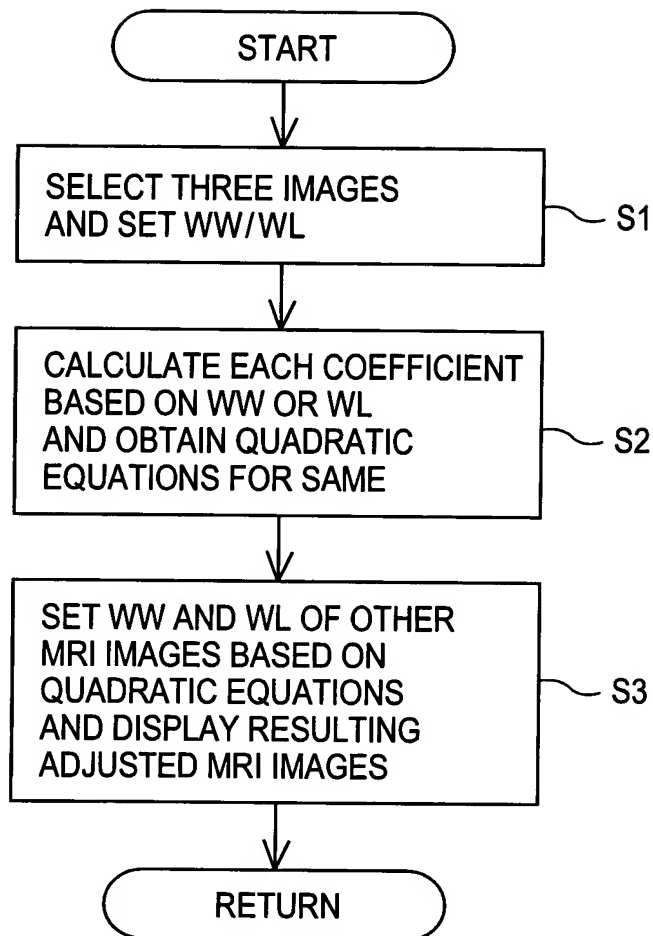 START
SELECT THREE IMAGES
AND SET WW/WL
S1
CALCULATE EACH COEFFICIENT
BASED ON WW OR WL
AND OBTAIN QUADRATIC
EQUATIONS FOR SAME
S2
SET WW AND WL OF OTHER
MRI IMAGES BASED ON
QUADRATIC EQUATIONS
AND DISPLAY RESULTING
ADJUSTED MRI IMAGES
S3
RETURN